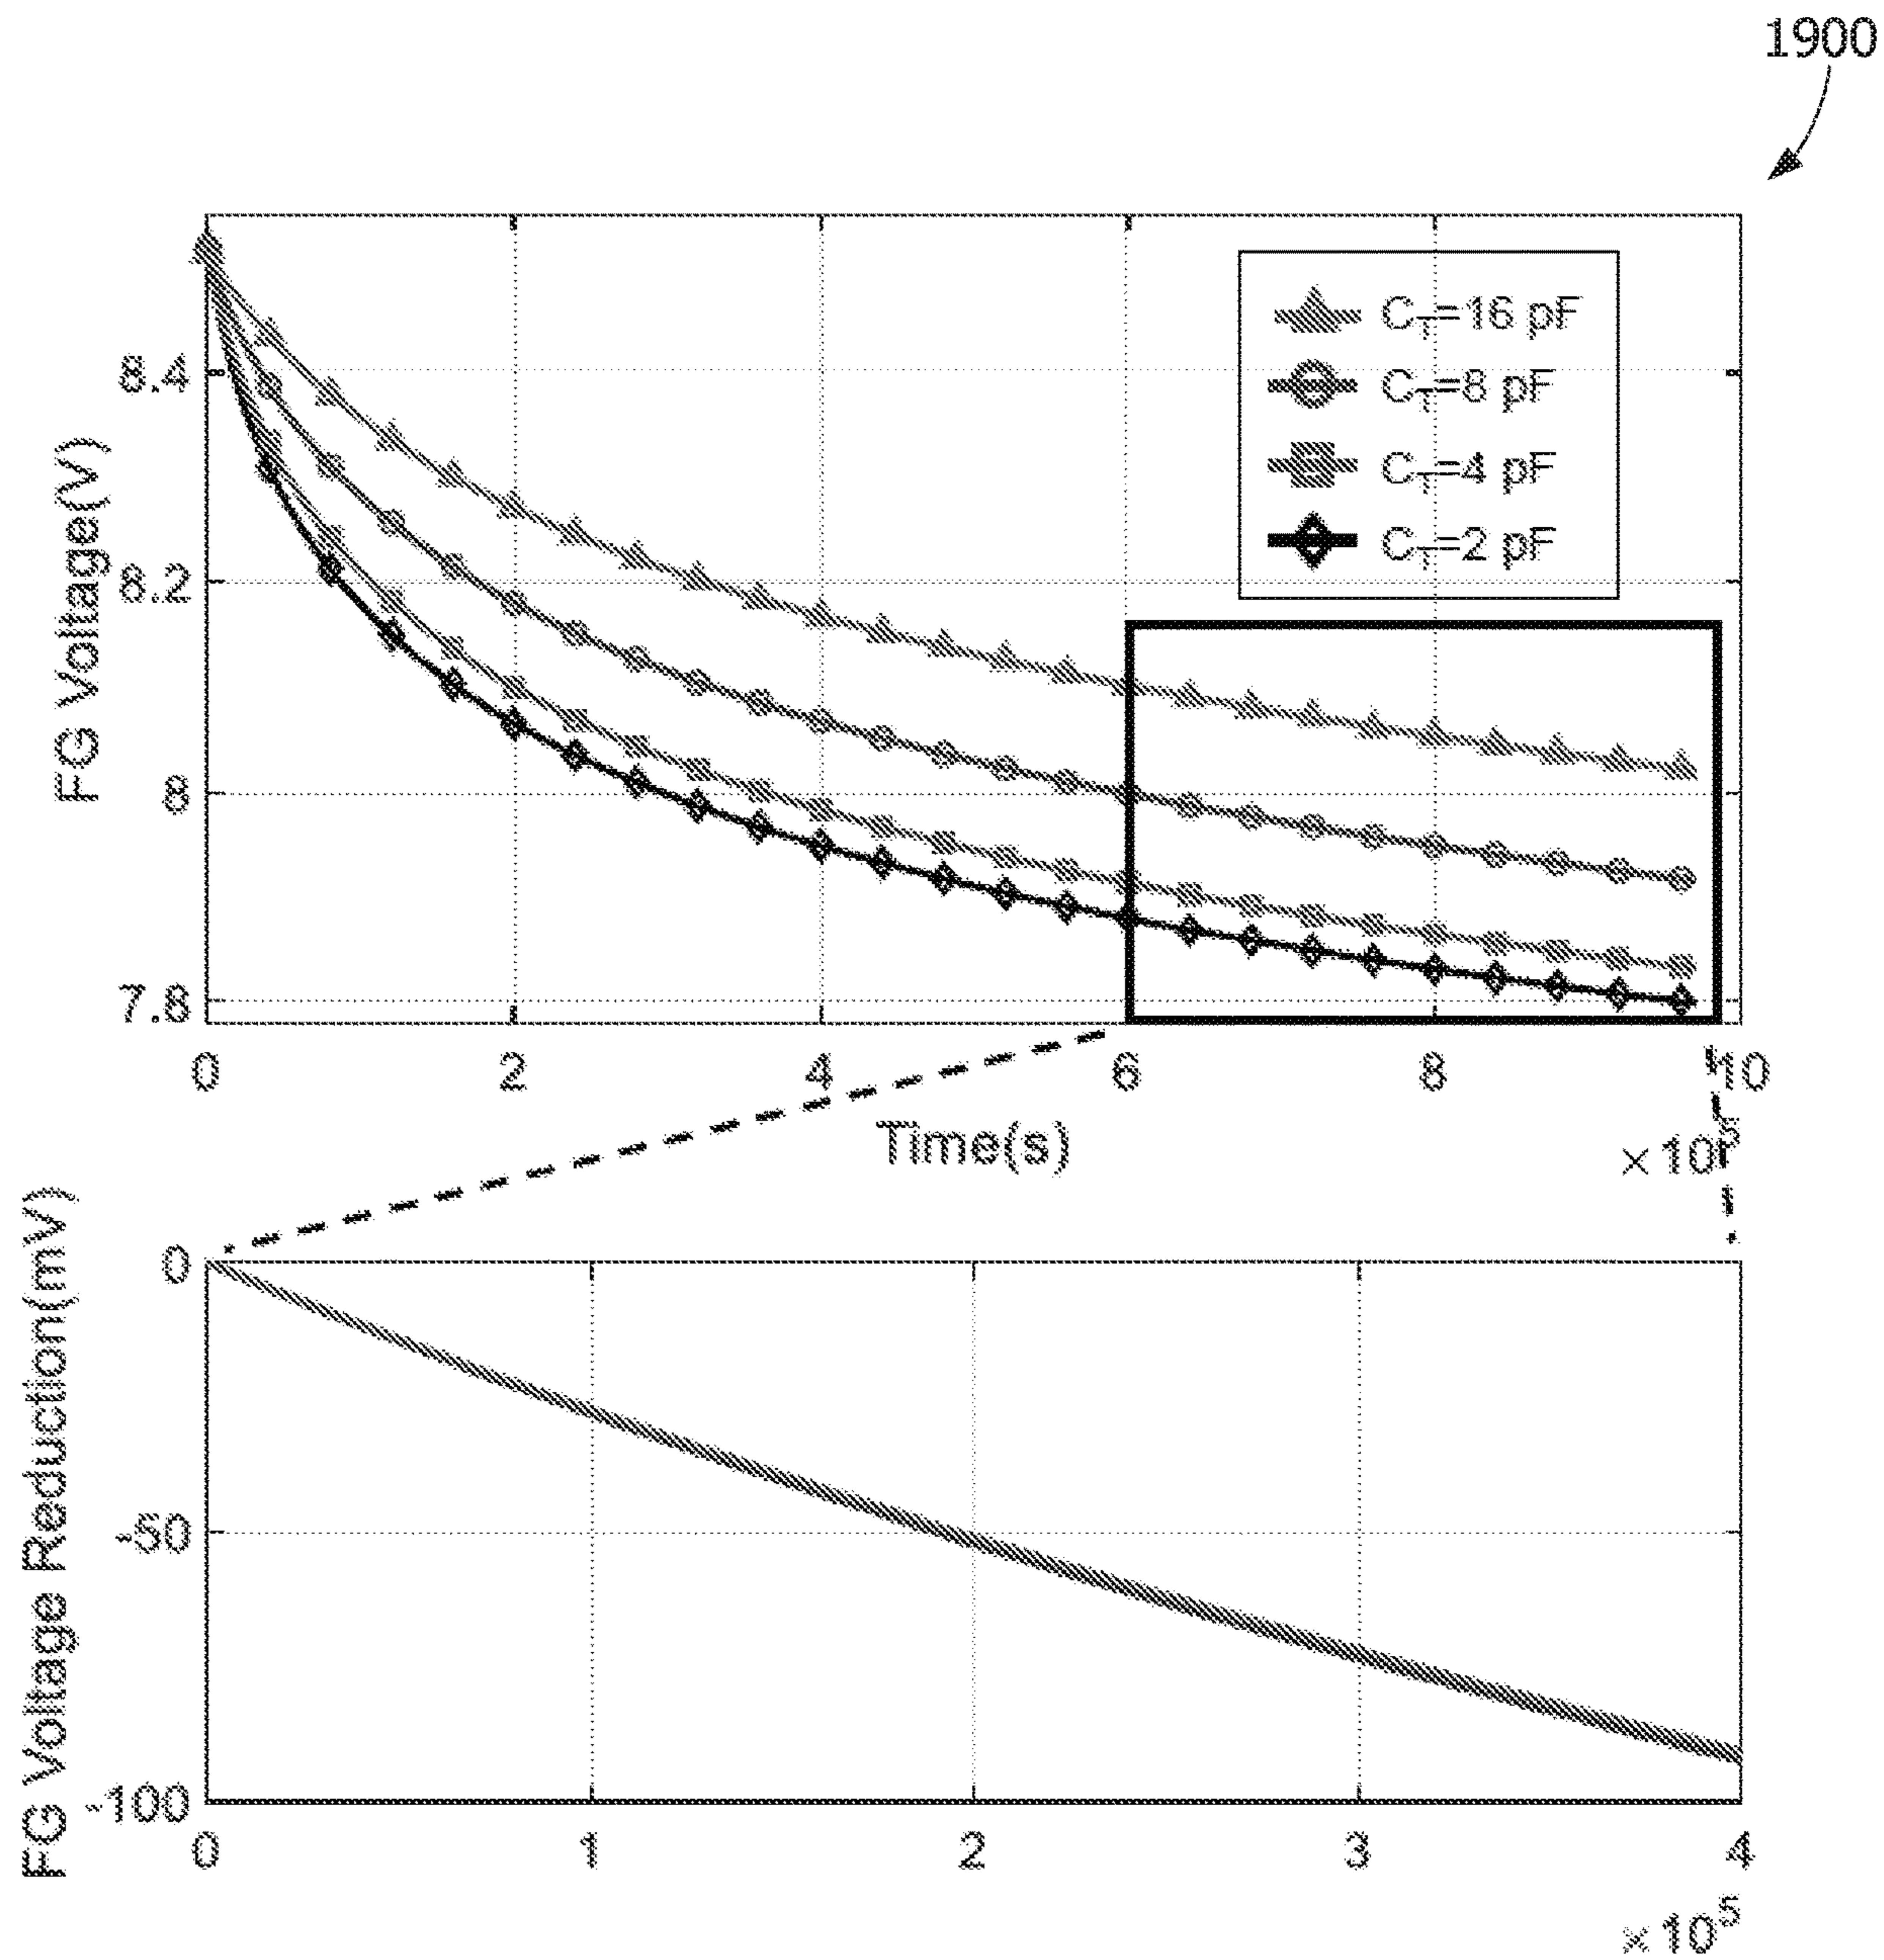 1900
8.4
8.2
8
7.8
FG Voltage(V)
C_T=16 pF
C_T=8 pF
C_T=4 pF
C_T=2 pF
0 2 4 6 8 10
Time(s)
× 10^5
FG Voltage Reduction(mV)
0
-50
-100
0 1 2 3 4
× 10^5